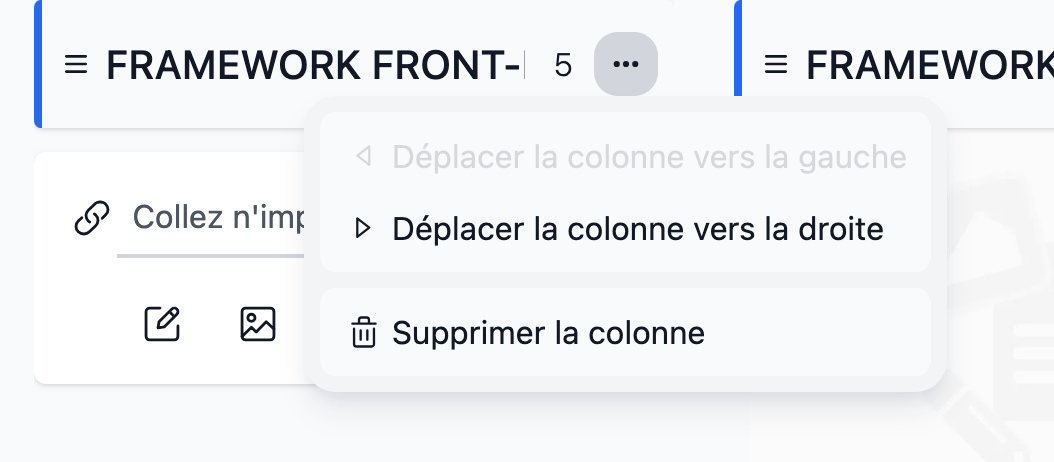 FRAMEWORK FRONT- 5 FRAMEWORK
Déplacer la colonne vers la gauche
Collez n'imp
Déplacer la colonne vers la droite
Supprimer la colonne